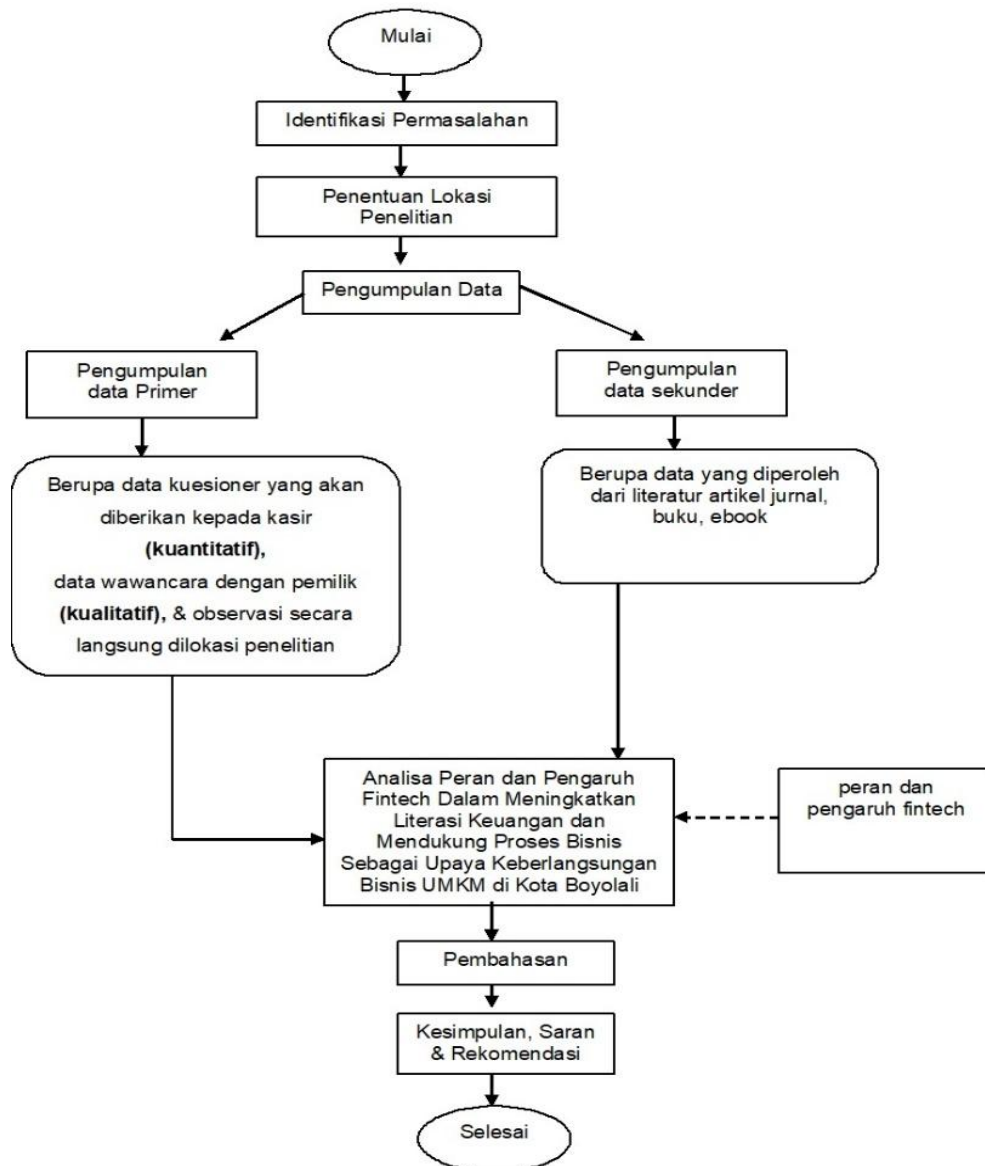 Mulai
Identifikasi Permasalahan
Penentuan Lokasi
Penelitian
Pengumpulan Data
Pengumpulan
data Primer
Pengumpulan
data sekunder
Berupa data kuesioner yang akan
diberikan kepada kasir
(kuantitatif),
data wawancara dengan pemilik
(kualitatif), & observasi secara
langsung dilokasi penelitian
Berupa data yang diperoleh
dari literatur artikel jurnal,
buku, ebook
Analisa Peran dan Pengaruh
Fintech Dalam Meningkatkan
Literasi Keuangan dan
Mendukung Proses Bisnis
Sebagai Upaya Keberlangsungan
Bisnis UMKM di Kota Boyolali
peran dan
pengaruh fintech
Pembahasan
Kesimpulan, Saran
& Rekomendasi
Selesai